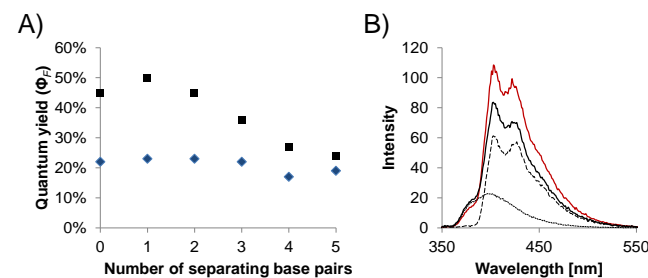 A)
Quantum yield (ΦF)
60%
50%
40%
30%
20%
10%
0%
0 1 2 3 4 5
Number of separating base pairs
B)
Intensity
120
100
80
60
40
20
0
350 450 550
Wavelength [nm]